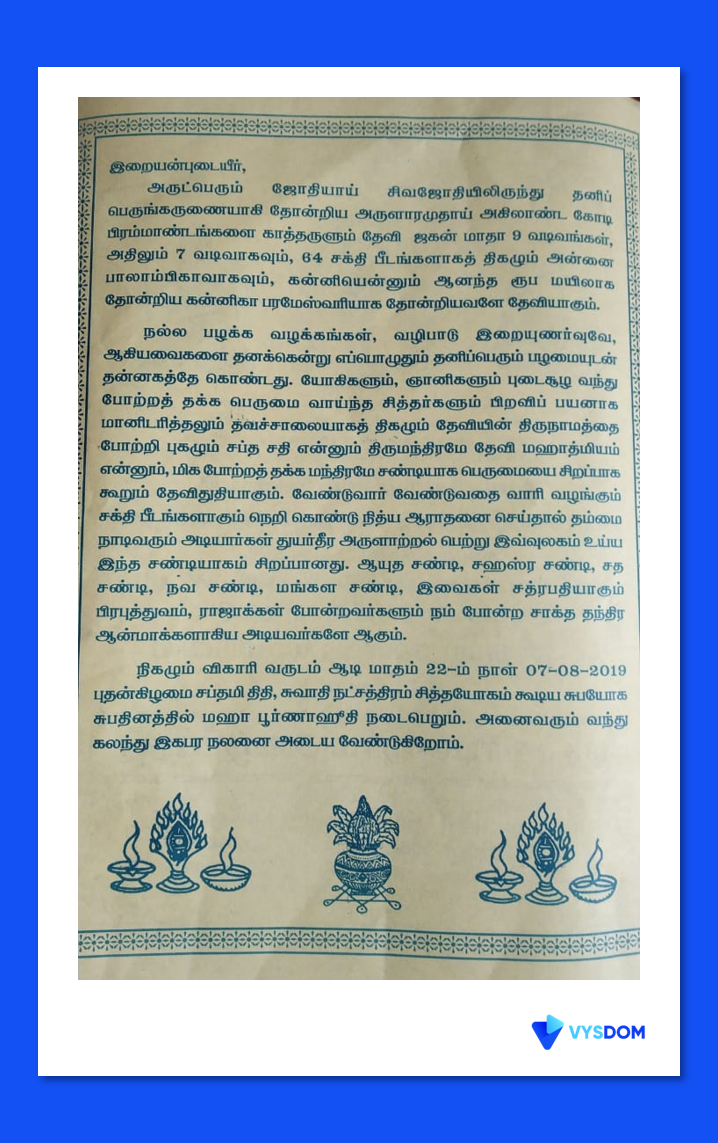 இறையன்புடையீர்,
அருட்பெரும் ஜோதியாய் சிவஜோதியிலிருந்து தனிப்
பெருங்கருணையாகி தோன்றிய அருளாரமுதாய் அகிலாண்ட கோடி
பிரம்மாண்டங்களை காத்தருளும் தேவி ஜகன் மாதா 9 வடிவங்கள்,
அதிலும் 7 வடிவாகவும், 64 சக்தி பீடங்களாகத் திகழும் அன்னை
பாலாம்பிகாவாகவும், கன்னியென்னும் ஆனந்த ரூப மயிலாக
தோன்றிய கன்னிகா பரமேஸ்வரியாக தோன்றியவளே தேவியாகும்.
நல்ல பழக்க வழக்கங்கள், வழிபாடு இறையுணர்வுவே,
ஆகியவைகளை தனக்கென்று எப்பொழுதும் தனிப்பெரும் பழமையுடன்
தன்னகத்தே கொண்டது. யோகிகளும், ஞானிகளும் புடைசூழ வந்து
போற்றத் தக்க பெருமை வாய்ந்த சித்தர்களும் பிறவிப் பயனாக
மானிடரித்தலும் தவச்சாலையாகத் திகழும் தேவியின் திருநாமத்தை
போற்றி புகழும் சப்த சதி என்னும் திருமந்திரமே தேவி மஹாத்மியம்
என்னும், மிக போற்றத் தக்க மந்திரமே சண்டியாக பெருமையை சிறப்பாக
கூறும் தேவிதுதியாகும். வேண்டுவார் வேண்டுவதை வாரி வழங்கும்
சக்தி பீடங்களாகும் நெறி கொண்டு நித்ய ஆராதனை செய்தால் தம்மை
நாடிவரும் அடியார்கள் துயர்தீர அருளாற்றல் பெற்று இவ்வுலகம் உய்ய
இந்த சண்டியாகம் சிறப்பானது. ஆயுத சண்டி, சஹஸ்ர சண்டி, சத
சண்டி, நவ சண்டி, மங்கள சண்டி, இவைகள் சத்ரபதியாகும்
பிரபுத்துவம், ராஜாக்கள் போன்றவர்களும் நம் போன்ற சாக்த தந்திர
ஆன்மாக்களாகிய அடியவர்களே ஆகும்.
நிகழும் விகாரி வருடம் ஆடி மாதம் 22-ம் நாள் 07-08-2019
புதன்கிழமை சப்தமி திதி, சுவாதி நட்சத்திரம் சித்தயோகம் கூடிய சுபயோக
சுபதினத்தில் மஹா பூர்ணாஹூதி நடைபெறும். அனைவரும் வந்து
கலந்து இகபர நலனை அடைய வேண்டுகிறோம்.
VYSDOM